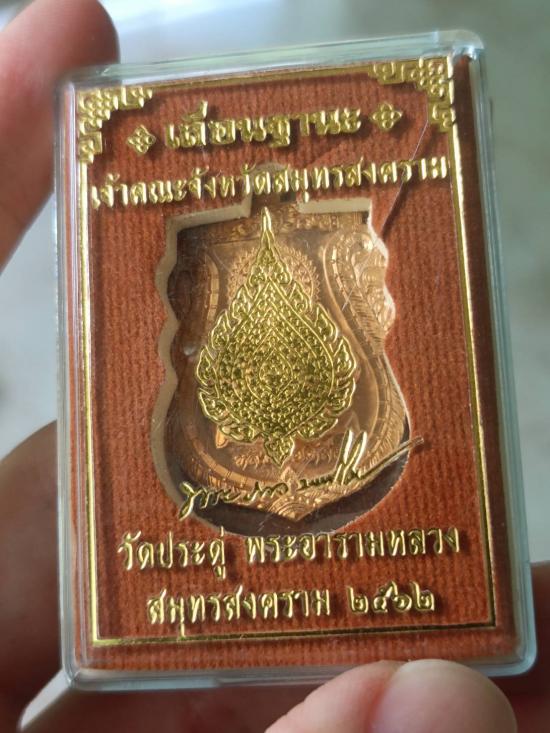 เลื่อนฐานะ
เจ้าคณะจังหวัดสมุทรสงคราม
วัดประดู่ พระอารามหลวง
สมุทรสงคราม ๒๕๖๒